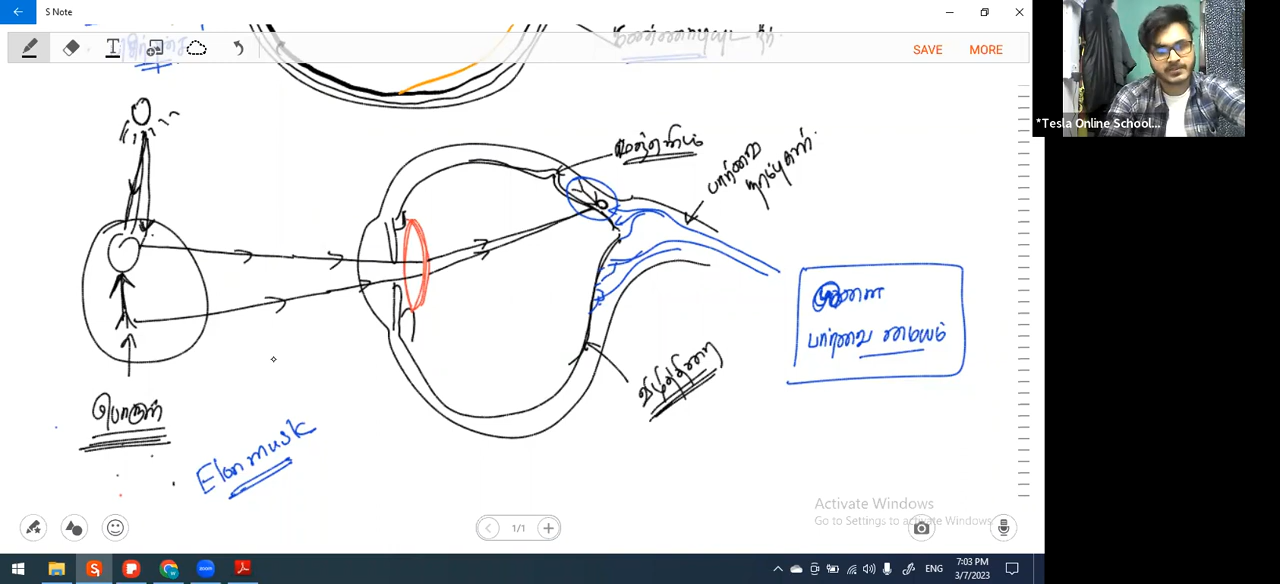 S Note
SAVE
MORE
*Tesla Online School...
பார்வை
நரம்புகள்
மூளை
பார்வை மையம்
விழித்திரை
பொருள்
Elon musk
Activate Windows
Go to Settings to activate Windows.
1/1
zoom
ENG
7:03 PM
3/7/2023